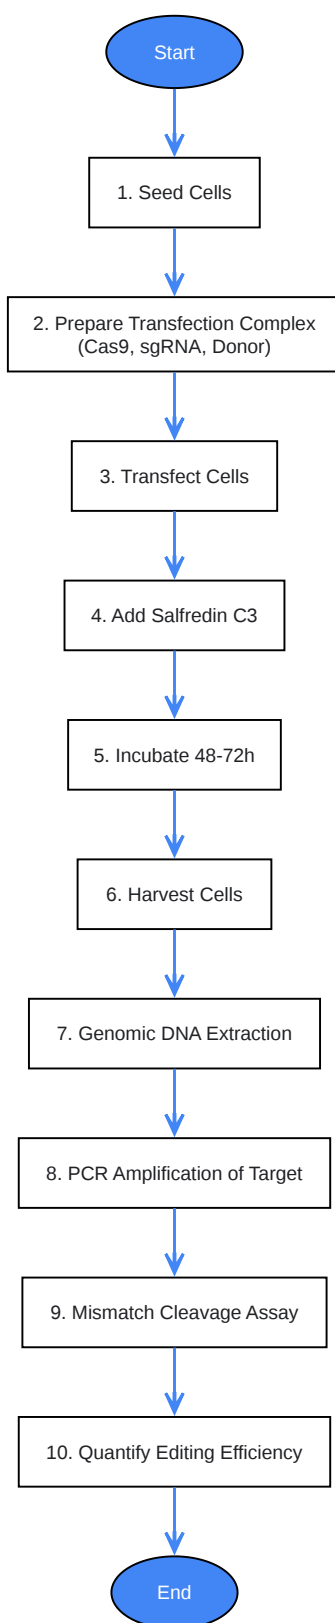 Start
1. Seed Cells
2. Prepare Transfection Complex
(Cas9, sgRNA, Donor)
3. Transfect Cells
4. Add Salfredin C3
5. Incubate 48-72h
6. Harvest Cells
7. Genomic DNA Extraction
8. PCR Amplification of Target
9. Mismatch Cleavage Assay
10. Quantify Editing Efficiency
End